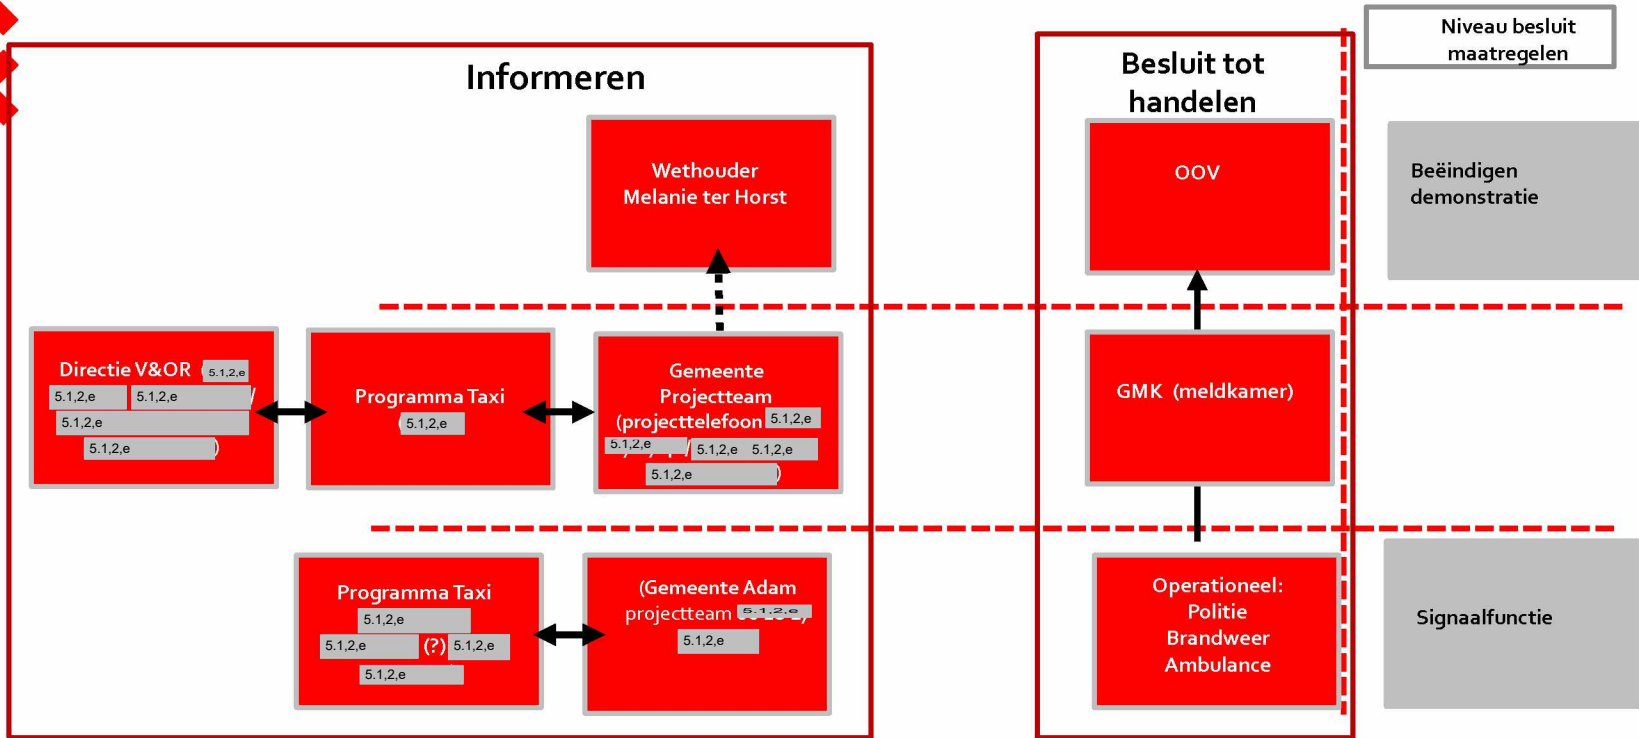 Niveau besluit
maatregelen
Informeren
Besluit tot
handelen
Wethouder
Melanie ter Horst
OOV
Beëindigen
demonstratie
Directie V&OR ( 5.1,2,e
5.1,2,e 5.1,2,e /
5.1,2,e
5.1,2,e )
Programma Taxi
( 5.1,2,e
Gemeente
Projectteam
(projecttelefoon 5.1,2,e
5.1,2,e / 5.1,2,e 5.1,2,e
5.1,2,e )
GMK (meldkamer)
Programma Taxi
5.1,2,e
5.1,2,e (?) 5.1,2,e
5.1,2,e
(Gemeente Adam
projectteam 5.1,2,e
5.1,2,e
Operationeel:
Politie
Brandweer
Ambulance
Signaalfunctie